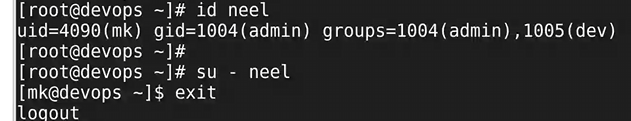 [root@devops ~]# id neel
uid=4090(mk) gid=1004(admin) groups=1004(admin),1005(dev)
[root@devops ~]#
[root@devops ~]# su - neel
[mk@devops ~]$ exit
logout